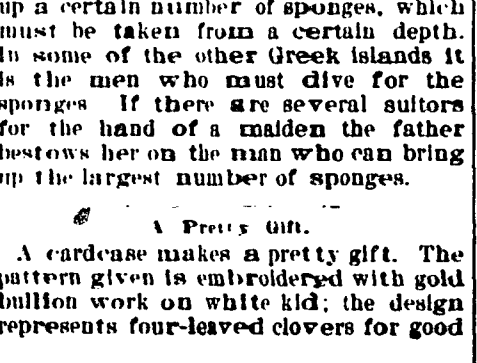 up a certain number of sponges, which
must be taken from a certain depth.
In some of the other Greek islands it
is the men who must dive for the
sponges If there are several suitors
for the hand of a maiden the father
bestows her on the man who can bring
up the largest number of sponges.
A Pretty Gift.
A cardcase makes a pretty gift. The
pattern given is embroidered with gold
bullion work on white kid; the design
represents four-leaved clovers for good